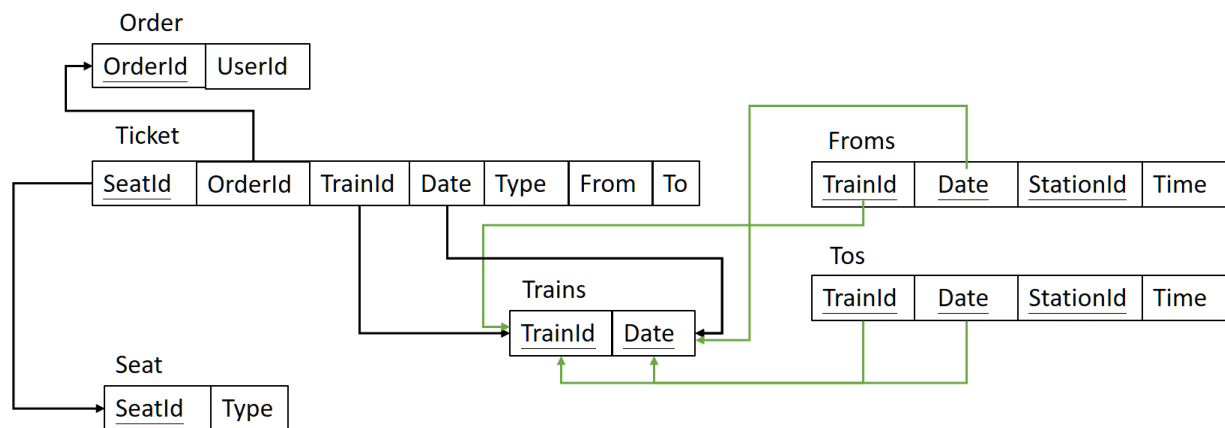 Order
OrderId UserId
Ticket
SeatId OrderId TrainId Date Type From To
Froms
TrainId Date StationId Time
Tos
TrainId Date StationId Time
Trains
TrainId Date
Seat
SeatId Type